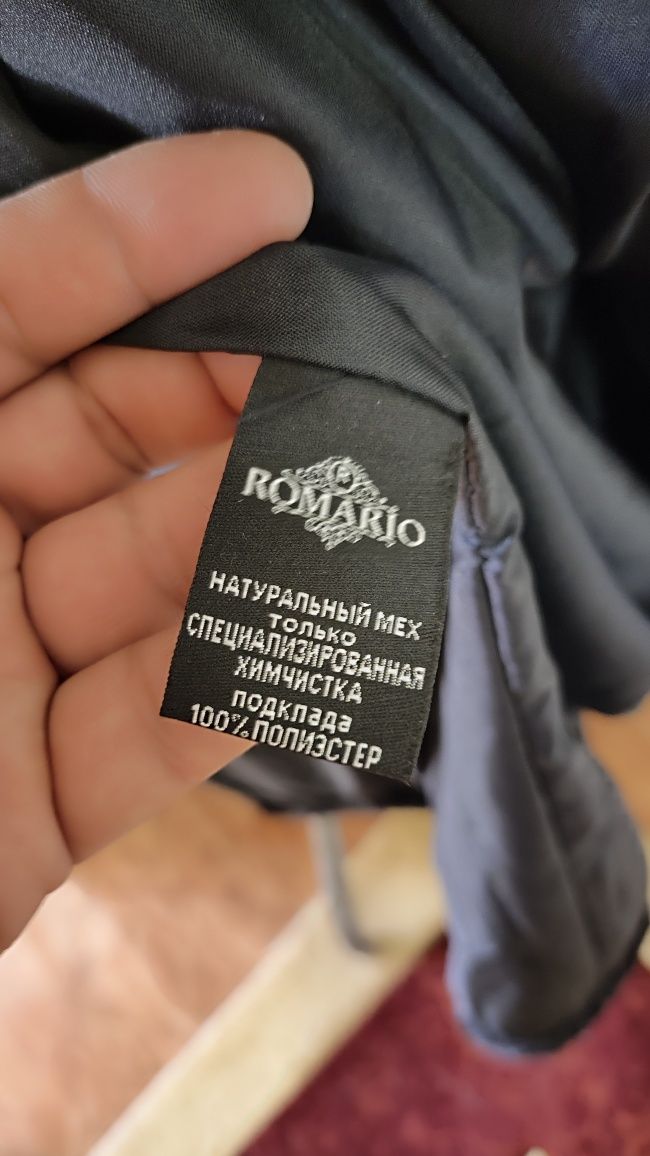 ROMARIO
НАТУРАЛЬНЫЙ МЕХ
только
СПЕЦИАЛИЗИРОВАННАЯ
ХИМЧИСТКА
подклада
100% ПОЛИЭСТЕР